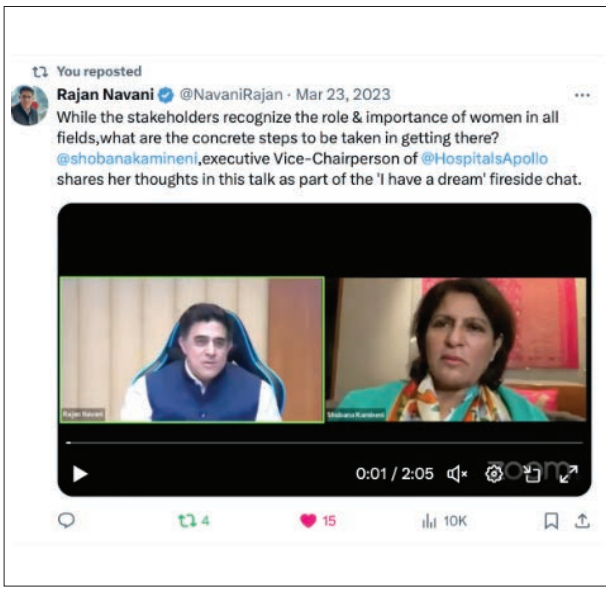 You reposted
Rajan Navani @NavaniRajan · Mar 23, 2023
While the stakeholders recognize the role & importance of women in all
fields,what are the concrete steps to be taken in getting there?
@shobanakamineni,executive Vice-Chairperson of @HospitalsApollo
shares her thoughts in this talk as part of the 'I have a dream' fireside chat.
Rajan Navani
Shobana Kamineni
0:01 / 2:05
zoom
4
15
10K